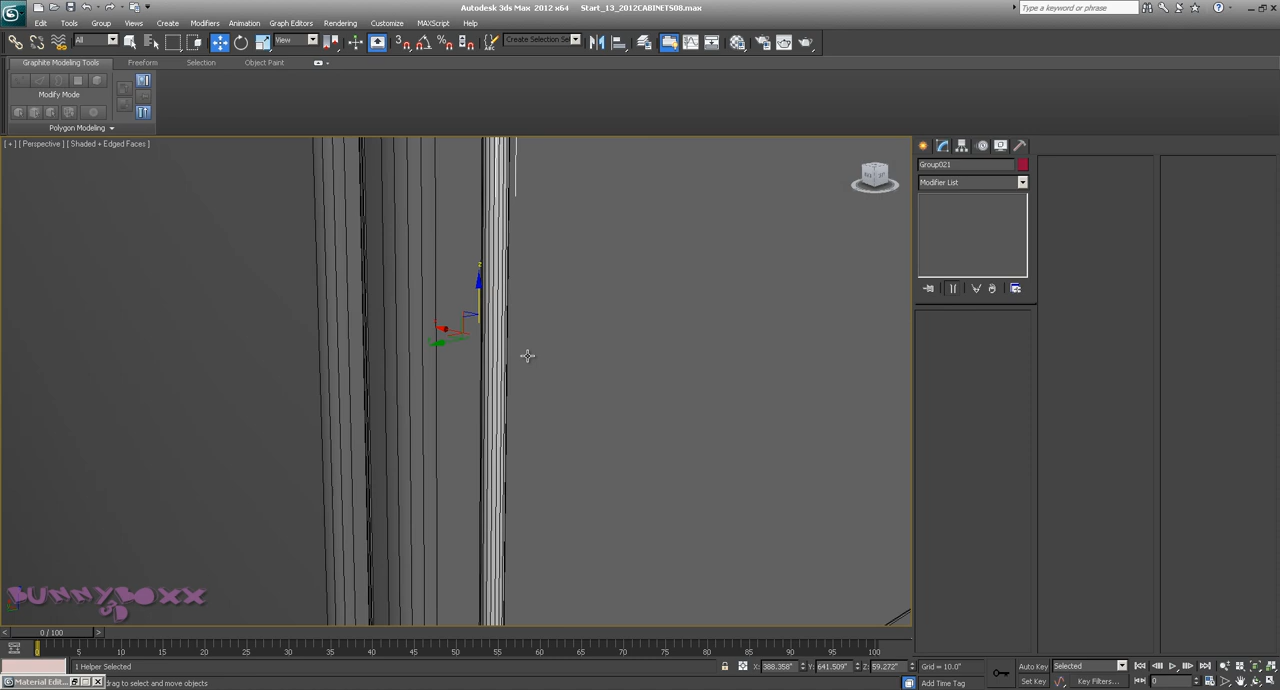 Autodesk 3ds Max 2012 x64 Start_13_2012CABINETS08.max
Type a keyword or phrase
Edit Tools Group Views Create Modifiers Animation Graph Editors Rendering Customize MAXScript Help
All View Create Selection Set
Graphite Modeling Tools Freeform Selection Object Paint
Modify Mode
Polygon Modeling
[ + ] [ Perspective ] [ Shaded + Edged Faces ]
Group021
Modifier List
BUNNYBOXX
3D
0 / 100
0 5 10 15 20 25 30 35 40 45 50 55 60 65 70 75 80 85 90 95 100
1 Helper Selected X: 388.358" Y: 641.509" Z: 59.272" Grid = 10.0" Auto Key Selected
Material Edit... drag to select and move objects Add Time Tag Set Key Key Filters... 0